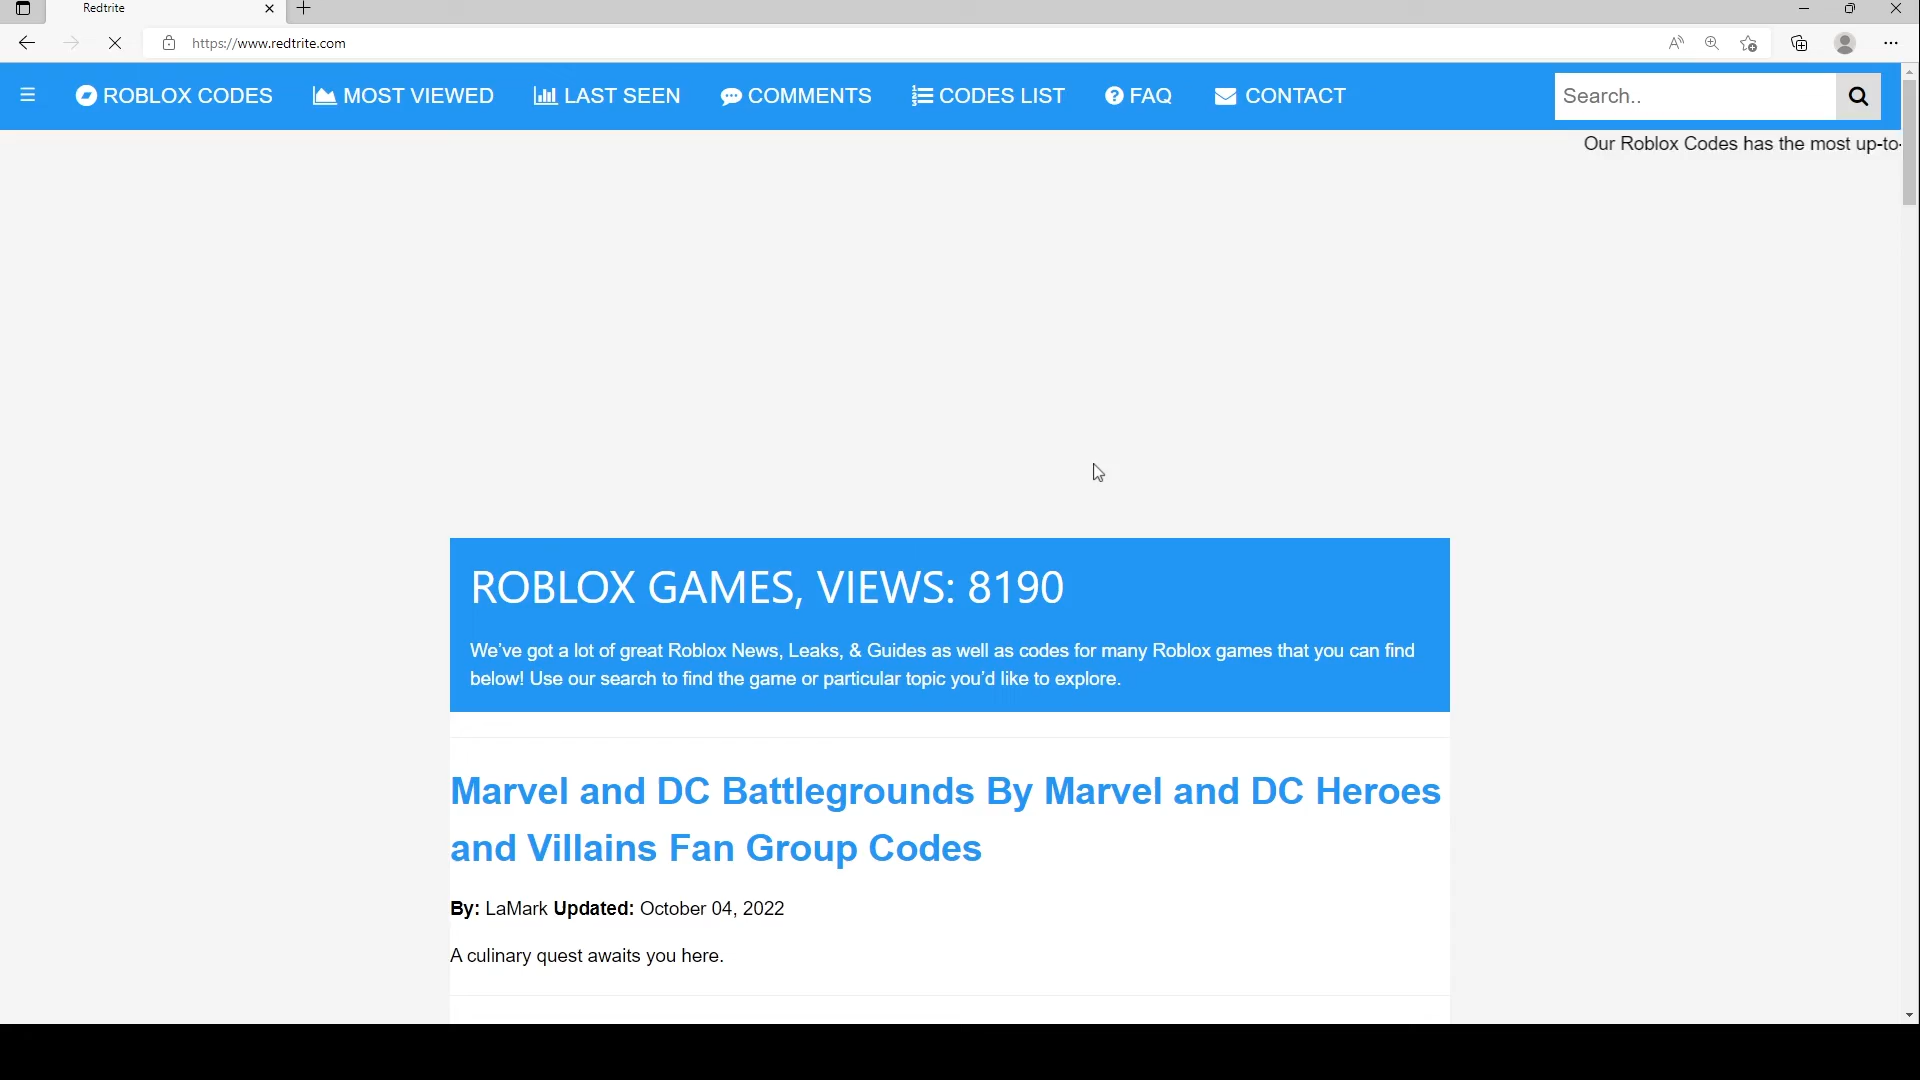 Redtrite
https://www.redtrite.com
ROBLOX CODES MOST VIEWED LAST SEEN COMMENTS CODES LIST FAQ CONTACT Search..
Our Roblox Codes has the most up-to-
ROBLOX GAMES, VIEWS: 8190
We've got a lot of great Roblox News, Leaks, & Guides as well as codes for many Roblox games that you can find
below! Use our search to find the game or particular topic you'd like to explore.
Marvel and DC Battlegrounds By Marvel and DC Heroes
and Villains Fan Group Codes
By: LaMark Updated: October 04, 2022
A culinary quest awaits you here.